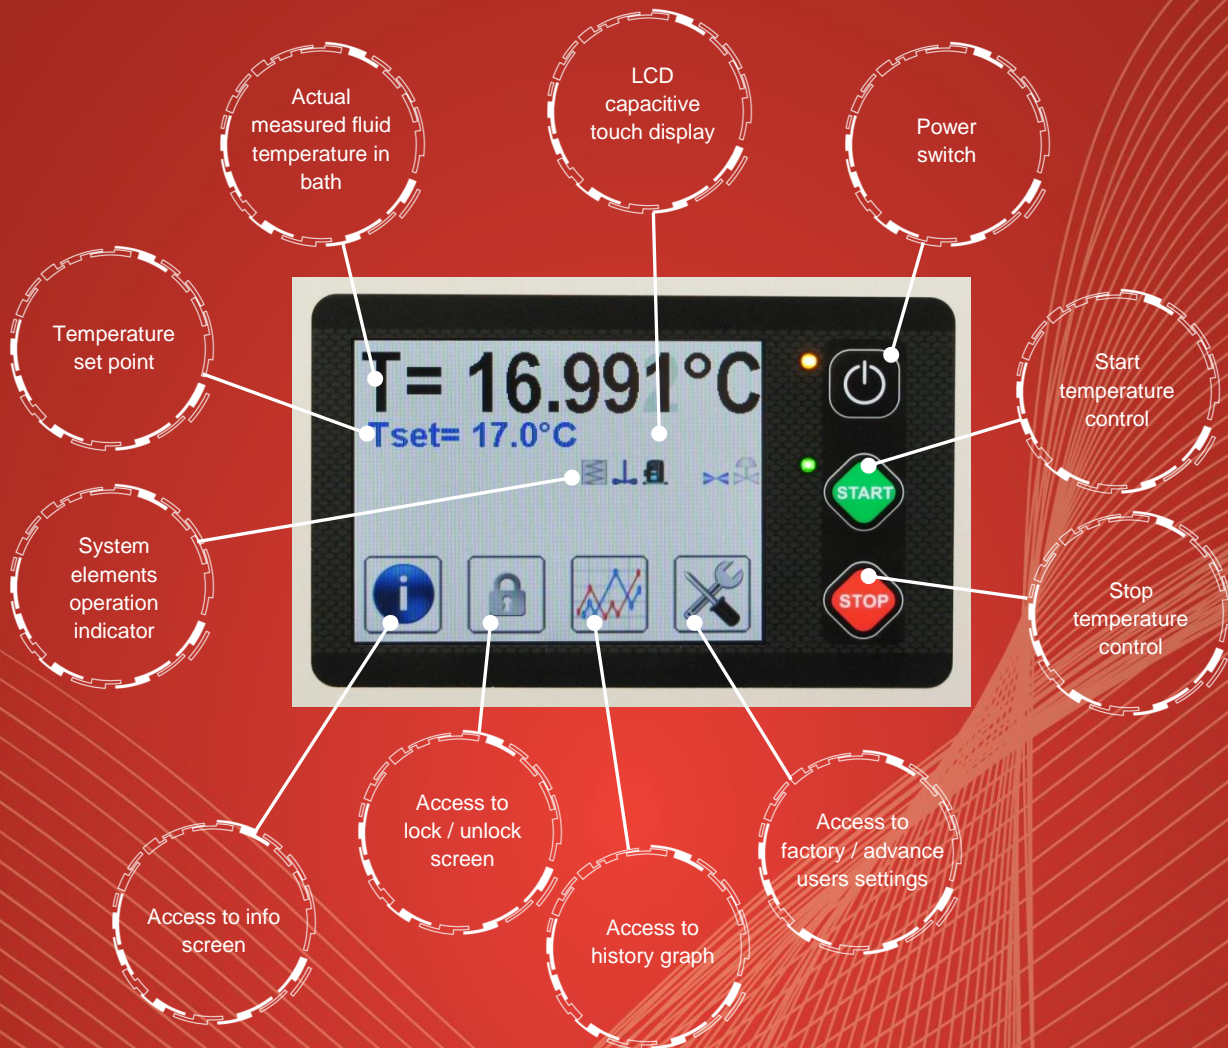 LCD
capacitive
touch display
Actual
measured fluid
temperature in
bath
Power
switch
Temperature
set point
Start
temperature
control
T= 16.991°C
Tset= 17.0°C
START
System
elements
operation
indicator
STOP
Stop
temperature
control
i
Access to
lock / unlock
screen
Access to
factory / advance
users settings
Access to info
screen
Access to
history graph